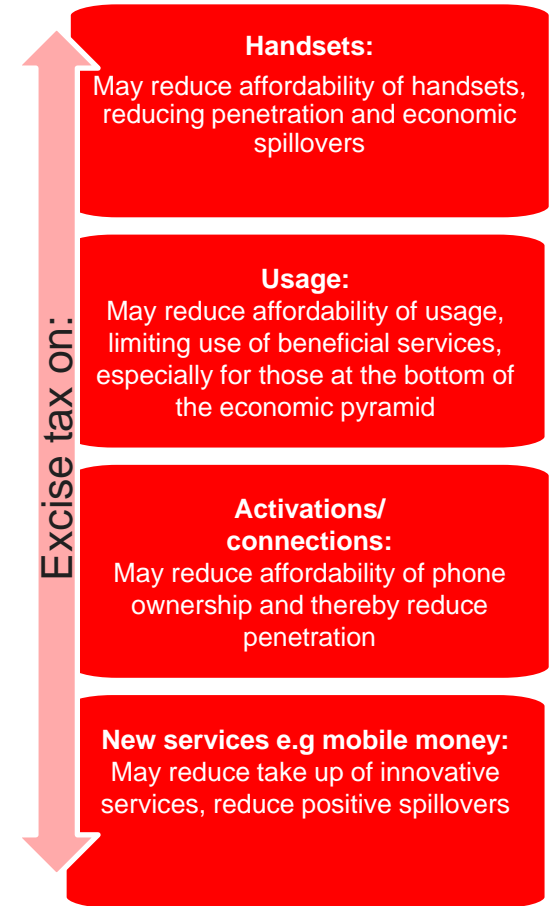 Excise tax on:
Handsets:
May reduce affordability of handsets,
reducing penetration and economic
spillovers
Usage:
May reduce affordability of usage,
limiting use of beneficial services,
especially for those at the bottom of
the economic pyramid
Activations/
connections:
May reduce affordability of phone
ownership and thereby reduce
penetration
New services e.g mobile money:
May reduce take up of innovative
services, reduce positive spillovers